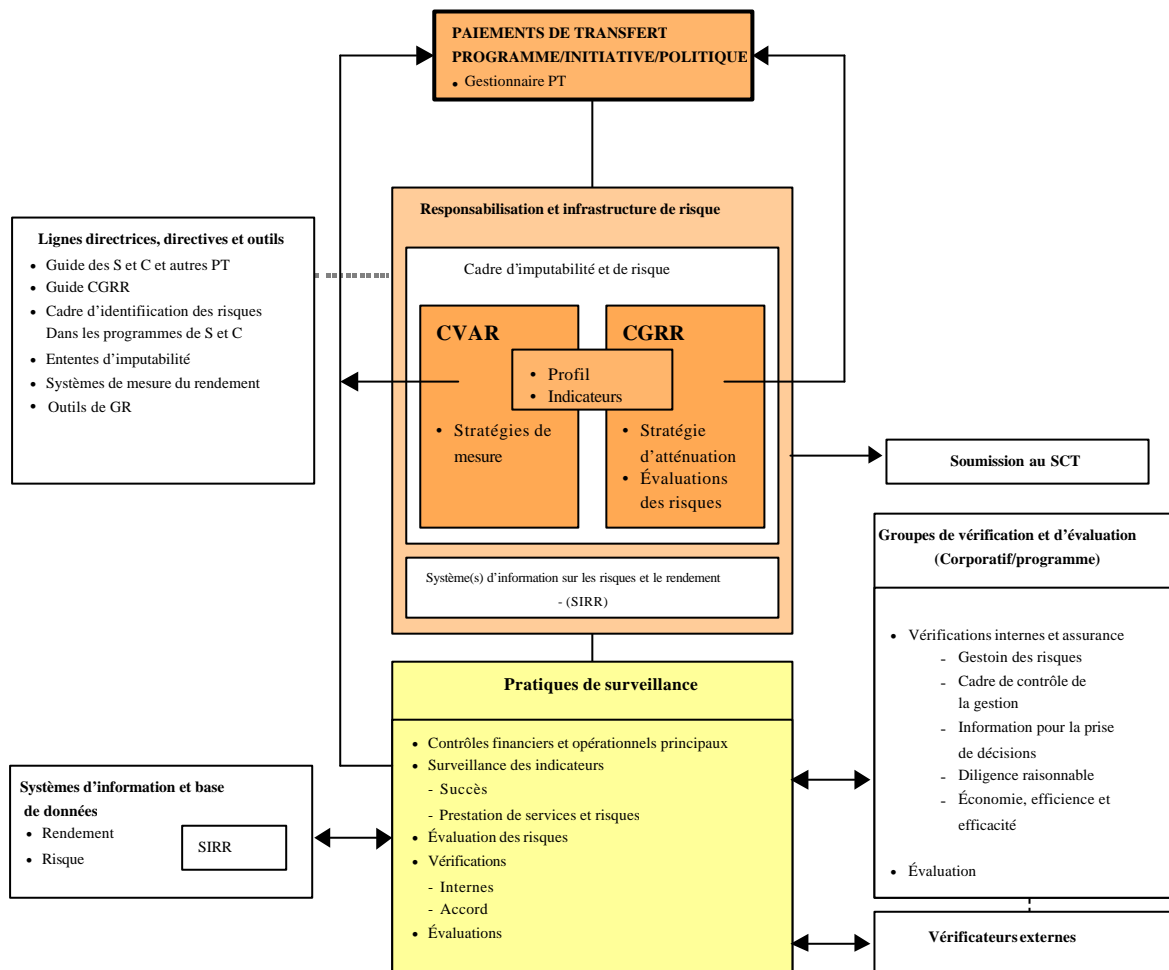 PAIEMENTS DE TRANSFERT
PROGRAMME/INITIATIVE/POLITIQUE
• Gestionnaire PT
Responsabilisation et infrastructure de risque
Lignes directrices, directives et outils
• Guide des S et C et autres PT
• Guide CGRR
• Cadre d'identifiication des risques
Dans les programmes de S et C
• Ententes d'imputabilité
• Systèmes de mesure du rendement
• Outils de GR
Cadre d'imputabilité et de risque
CVAR
CGRR
• Profil
• Indicateurs
• Stratégies de
mesure
• Stratégie
d'atténuation
• Évaluations
des risques
Soumission au SCT
Système(s) d'information sur les risques et le rendement
- (SIRR)
Groupes de vérification et d'évaluation
(Corporatif/programme)
• Vérifications internes et assurance
- Gestoin des risques
- Cadre de contrôle de
la gestion
- Information pour la prise
de décisions
- Diligence raisonnable
- Économie, efficience et
efficacité
• Évaluation
Pratiques de surveillance
• Contrôles financiers et opérationnels principaux
• Surveillance des indicateurs
- Succès
- Prestation de services et risques
• Évaluation des risques
• Vérifications
- Internes
- Accord
• Évaluations
Systèmes d'information et base
de données
• Rendement
• Risque
SIRR
Vérificateurs externes